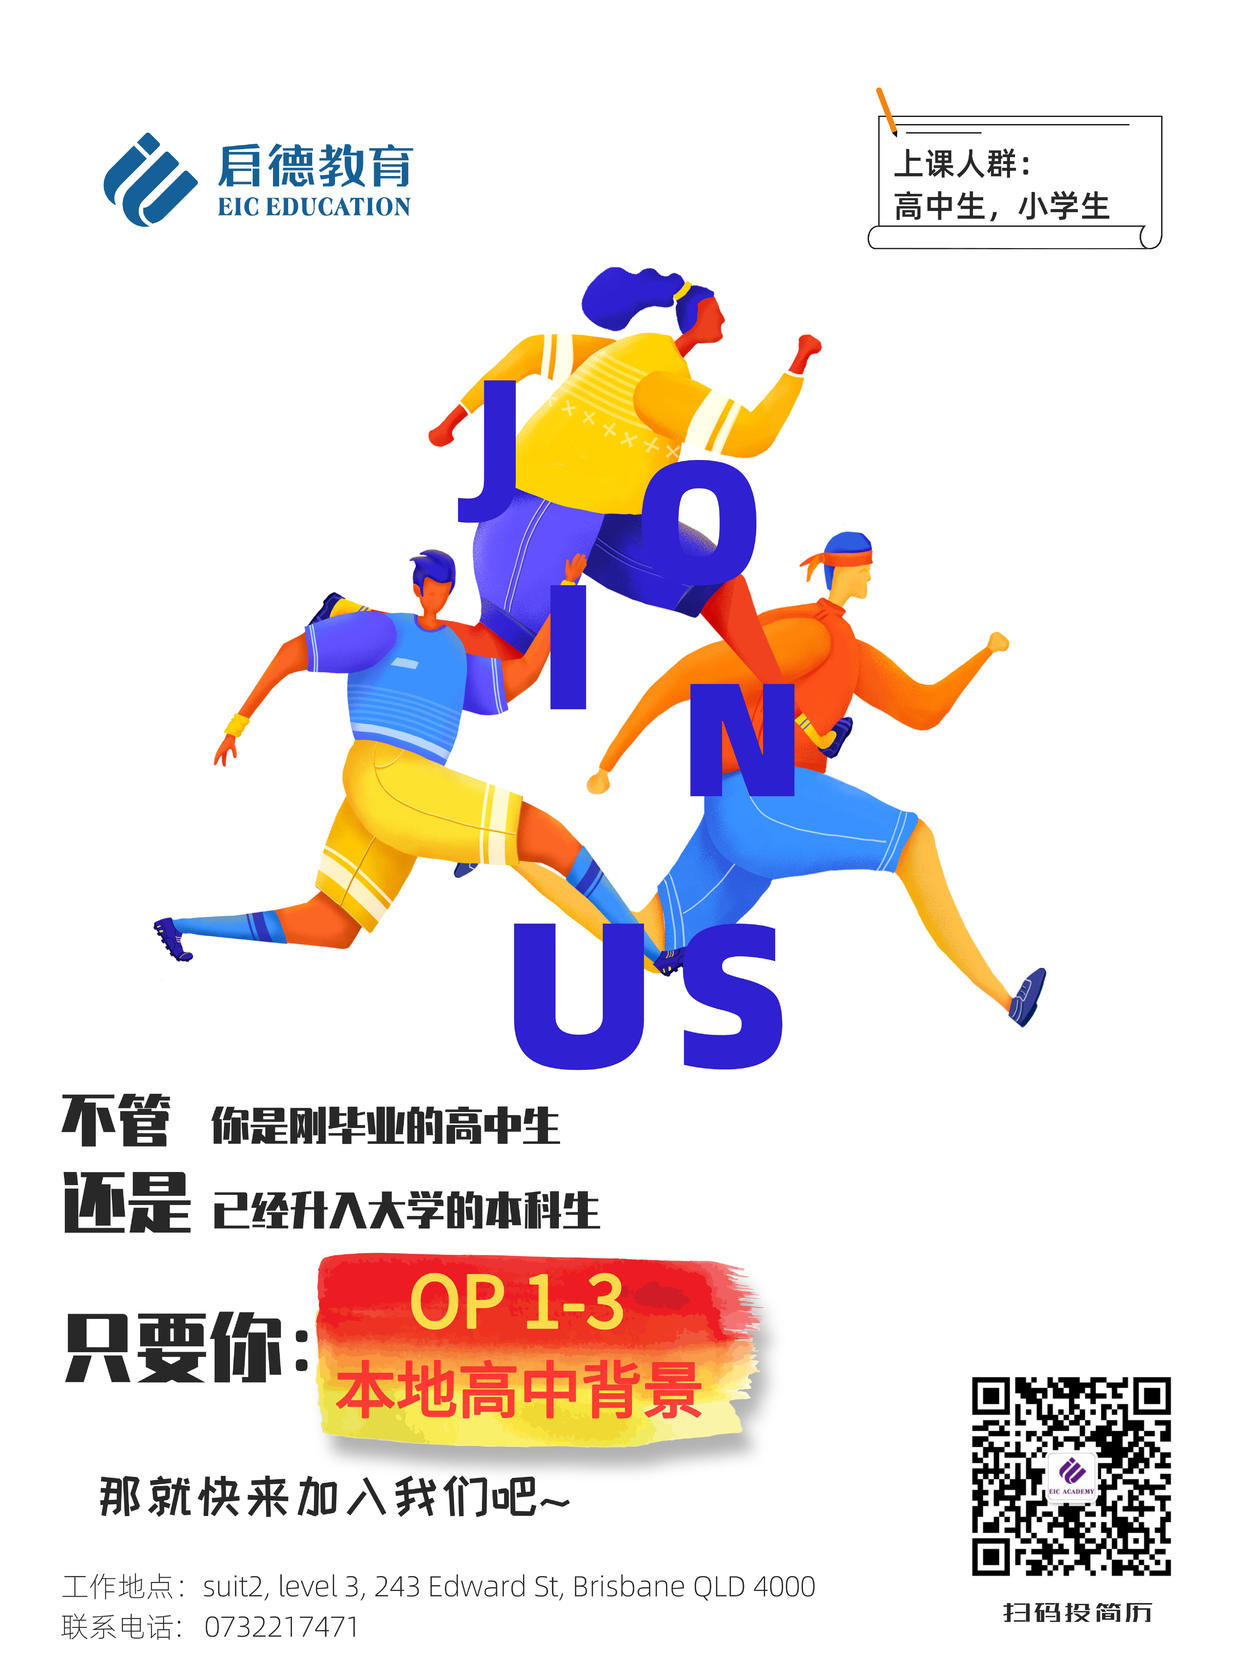 启德教育
EIC EDUCATION
上课人群：
高中生，小学生
JOIN
US
不管 你是刚毕业的高中生
还是 已经升入大学的本科生
只要你：
OP 1-3
本地高中背景
那就快来加入我们吧~
EIC ACADEMY
扫码投简历
工作地点：suit2, level 3, 243 Edward St, Brisbane QLD 4000
联系电话：0732217471